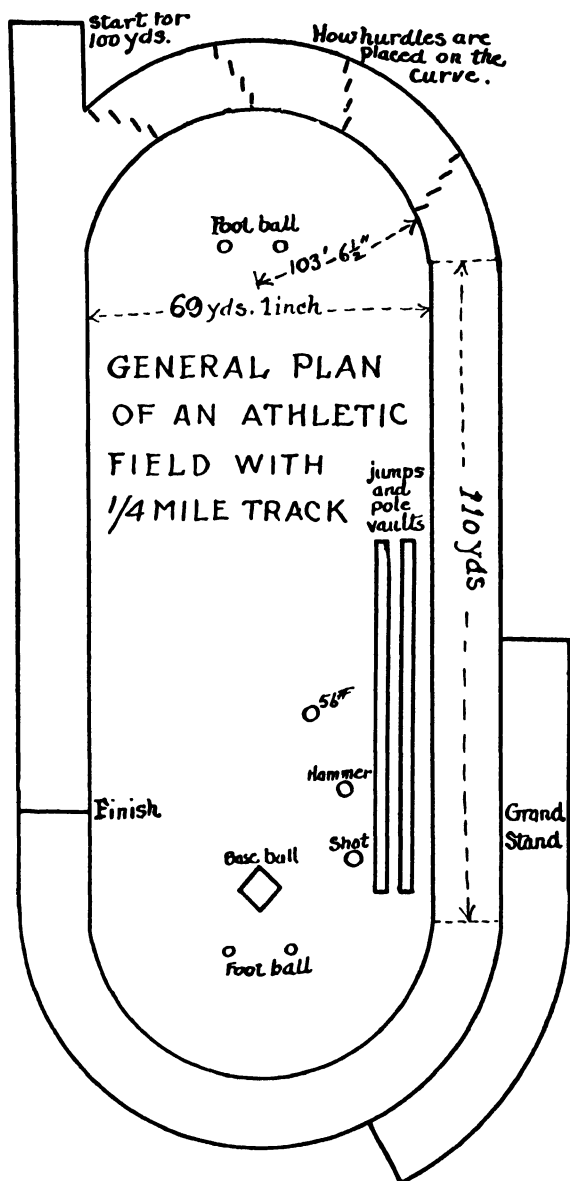 start for
100 yds.
How hurdles are
placed on the
curve.
Foot ball
103'-6½"
69 yds. 1 inch
GENERAL PLAN
OF AN ATHLETIC
FIELD WITH
1/4 MILE TRACK
jumps
and
pole
vaults
110 yds
56#
Hammer
Finish
Grand
Stand
Shot
Base ball
Foot ball